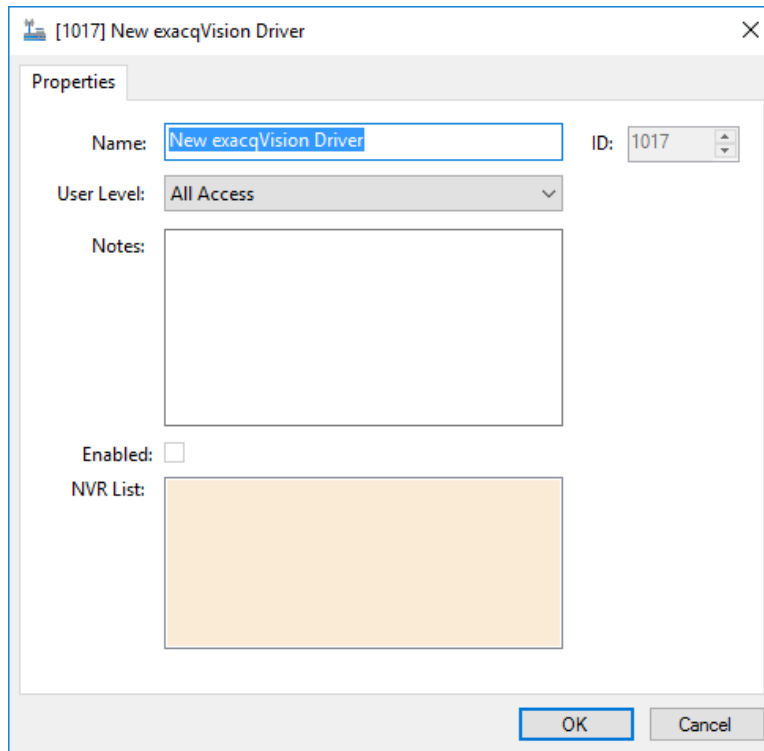 [1017] New exacqVision Driver
Properties
Name: New exacqVision Driver ID: 1017
User Level: All Access
Notes:
Enabled:
NVR List:
OK Cancel